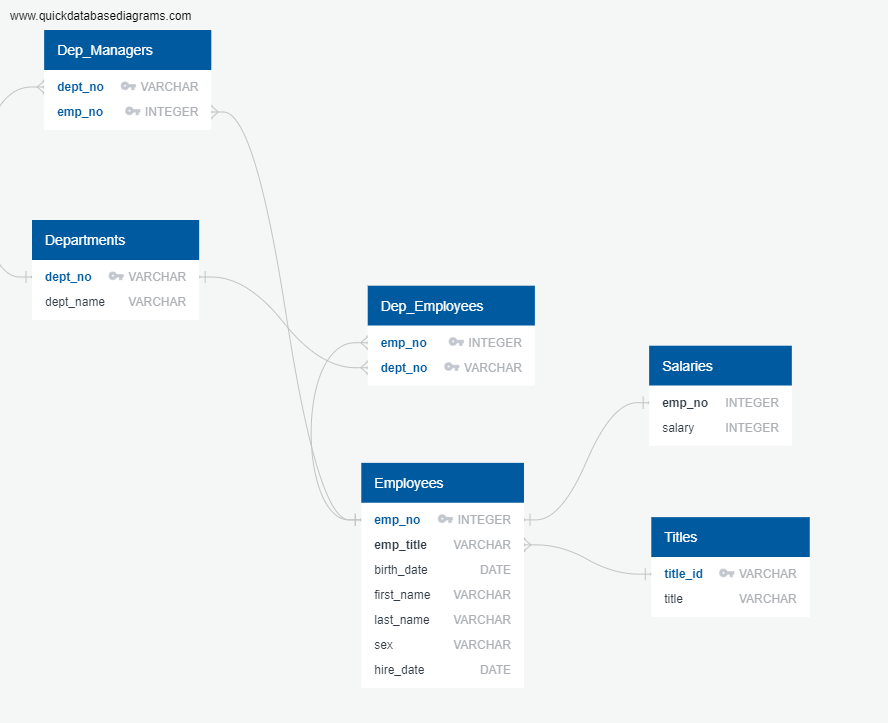 www.quickdatabasediagrams.com
Dep_Managers
dept_no VARCHAR
emp_no INTEGER
Departments
dept_no VARCHAR
dept_name VARCHAR
Dep_Employees
emp_no INTEGER
dept_no VARCHAR
Salaries
emp_no INTEGER
salary INTEGER
Employees
emp_no INTEGER
emp_title VARCHAR
birth_date DATE
first_name VARCHAR
last_name VARCHAR
sex VARCHAR
hire_date DATE
Titles
title_id VARCHAR
title VARCHAR